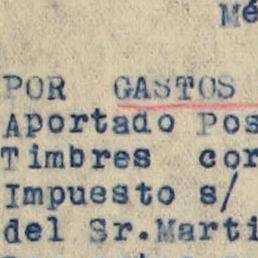 Mé
POR GASTOS
Aportado Pos
Timbres cor
Impuesto s/
del Sr.Marti